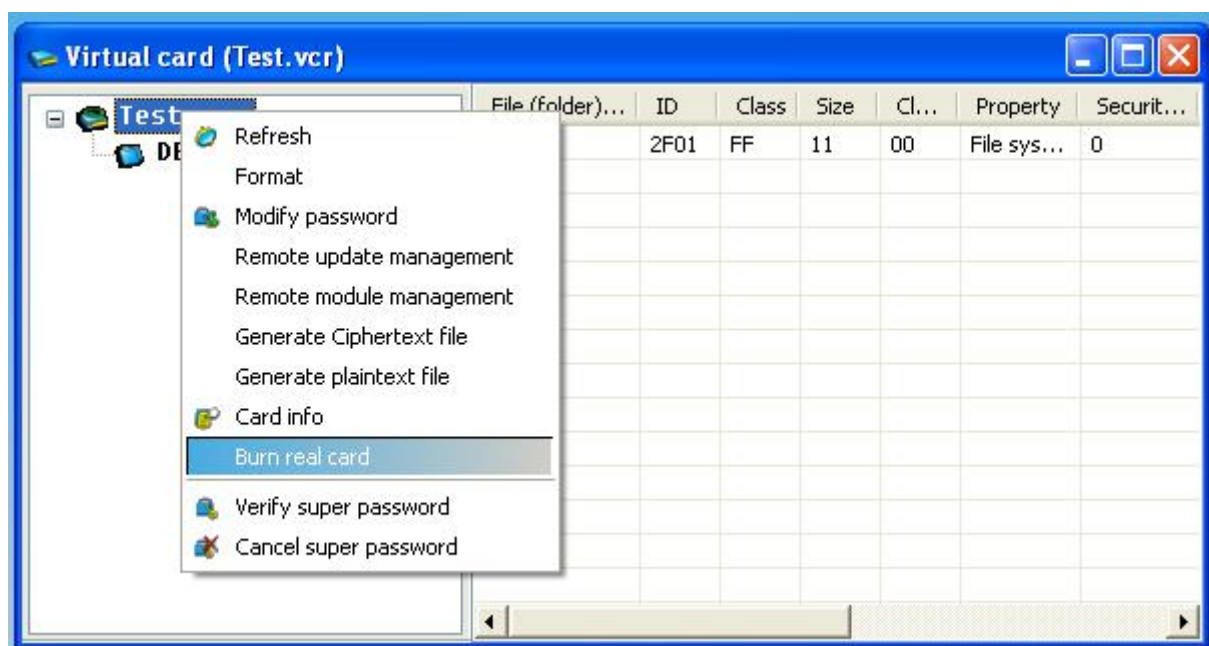 Virtual card (Test.vcr)
Test
File (folder)... ID Class Size Cl... Property Securit...
2F01 FF 11 00 File sys... 0
Refresh
Format
Modify password
Remote update management
Remote module management
Generate Ciphertext file
Generate plaintext file
Card info
Burn real card
Verify super password
Cancel super password